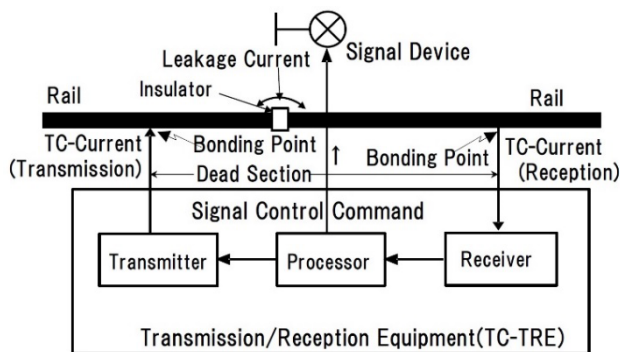 Signal Device
Leakage Current
Insulator
Rail
Rail
TC-Current
(Transmission)
Bonding Point
Bonding Point
TC-Current
(Reception)
Dead Section
↑
Signal Control Command
Transmitter
Processor
Receiver
Transmission/Reception Equipment(TC-TRE)